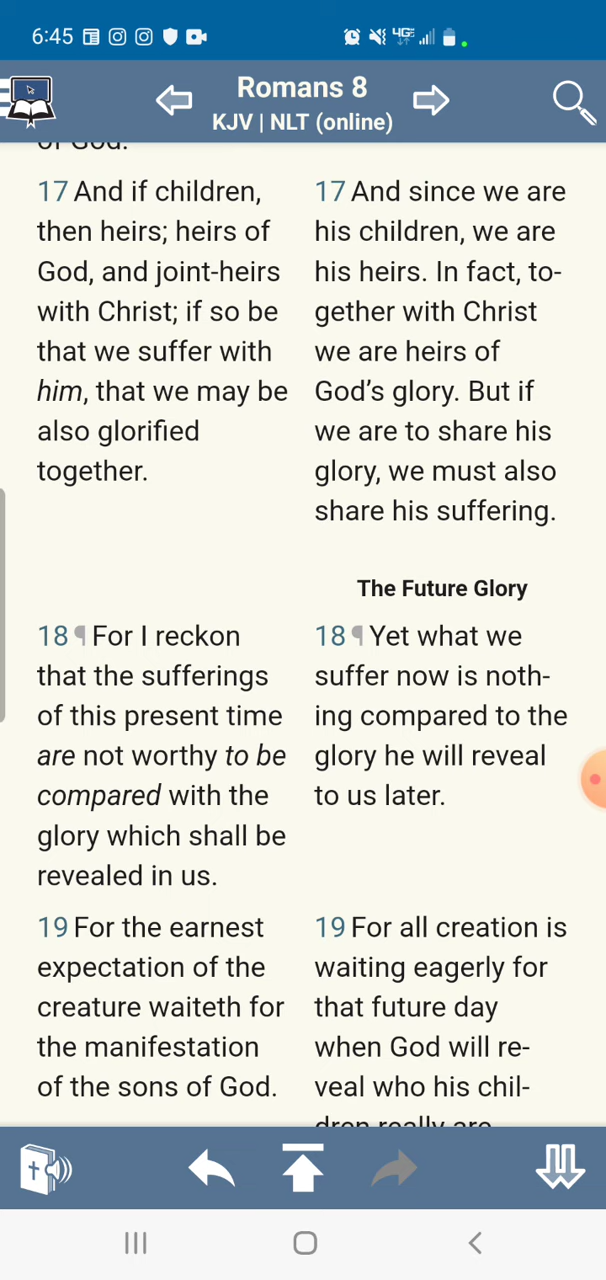 6:45
4GE
Romans 8
KJV | NLT (online)
of God.
17 And if children,
then heirs; heirs of
God, and joint-heirs
with Christ; if so be
that we suffer with
him, that we may be
also glorified
together.
18 ¶ For I reckon
that the sufferings
of this present time
are not worthy to be
compared with the
glory which shall be
revealed in us.
19 For the earnest
expectation of the
creature waiteth for
the manifestation
of the sons of God.
17 And since we are
his children, we are
his heirs. In fact, to-
gether with Christ
we are heirs of
God’s glory. But if
we are to share his
glory, we must also
share his suffering.
The Future Glory
18 ¶ Yet what we
suffer now is noth-
ing compared to the
glory he will reveal
to us later.
19 For all creation is
waiting eagerly for
that future day
when God will re-
veal who his chil-
dren really are.